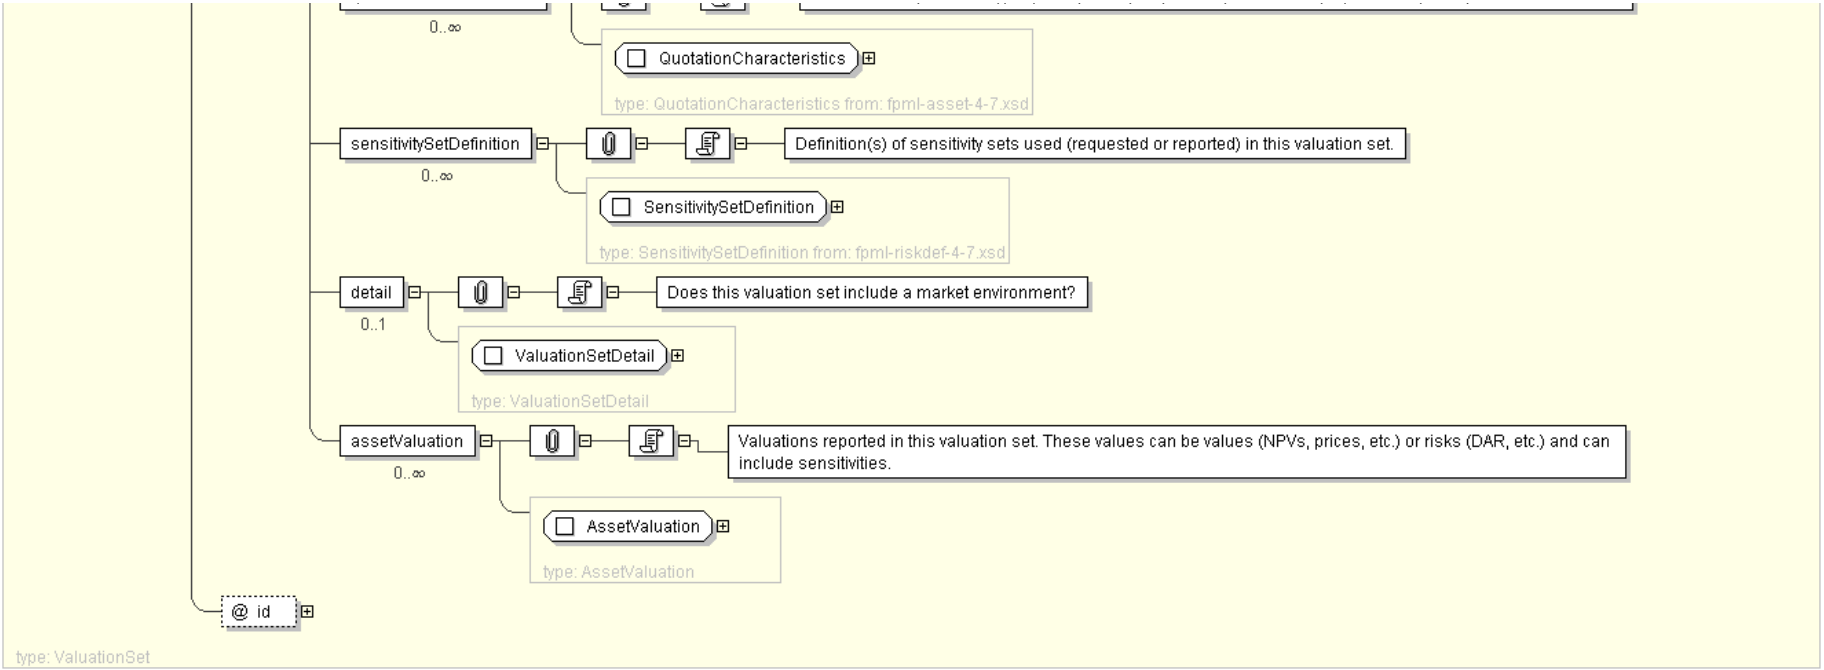 0..∞
QuotationCharacteristics
type: QuotationCharacteristics from: fpml-asset-4-7.xsd
sensitivitySetDefinition
Definition(s) of sensitivity sets used (requested or reported) in this valuation set.
0..∞
SensitivitySetDefinition
type: SensitivitySetDefinition from: fpml-riskdef-4-7.xsd
detail
Does this valuation set include a market environment?
0..1
ValuationSetDetail
type: ValuationSetDetail
assetValuation
Valuations reported in this valuation set. These values can be values (NPVs, prices, etc.) or risks (DAR, etc.) and can
include sensitivities.
0..∞
AssetValuation
type: AssetValuation
@ id
type: ValuationSet